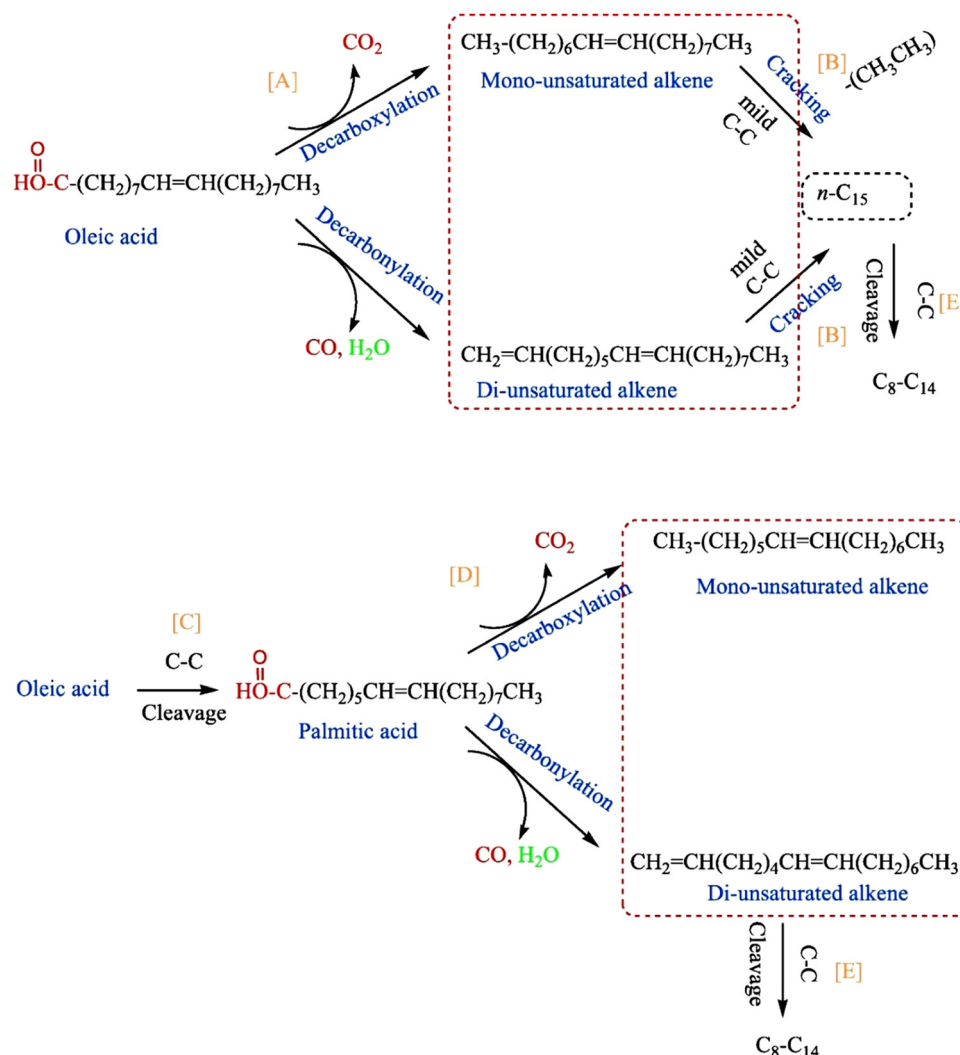 CO₂
CH₃-(CH₂)₆CH=CH(CH₂)₇CH₃
[A]
Decarboxylation
Mono-unsaturated alkene
Cracking
mild
C-C
[B]
-(CH₃CH₃)
O
HO-C-(CH₂)₇CH=CH(CH₂)₇CH₃
Oleic acid
n-C₁₅
Decarbonylation
CO, H₂O
mild
C-C
Cracking
[B]
Cleavage
C-C
[E
CH₂=CH(CH₂)₅CH=CH(CH₂)₇CH₃
Di-unsaturated alkene
C₈-C₁₄
CO₂
[D]
Decarboxylation
CH₃-(CH₂)₅CH=CH(CH₂)₆CH₃
Mono-unsaturated alkene
[C]
C-C
Oleic acid
Cleavage
O
HO-C-(CH₂)₅CH=CH(CH₂)₇CH₃
Palmitic acid
Decarbonylation
CO, H₂O
CH₂=CH(CH₂)₄CH=CH(CH₂)₆CH₃
Di-unsaturated alkene
Cleavage
C-C
[E]
C₈-C₁₄